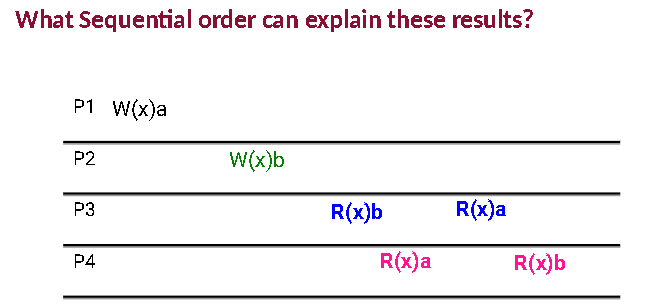 What Sequential order can explain these results?
P1 W(x)a
P2 W(x)b
P3 R(x)b R(x)a
P4 R(x)a R(x)b